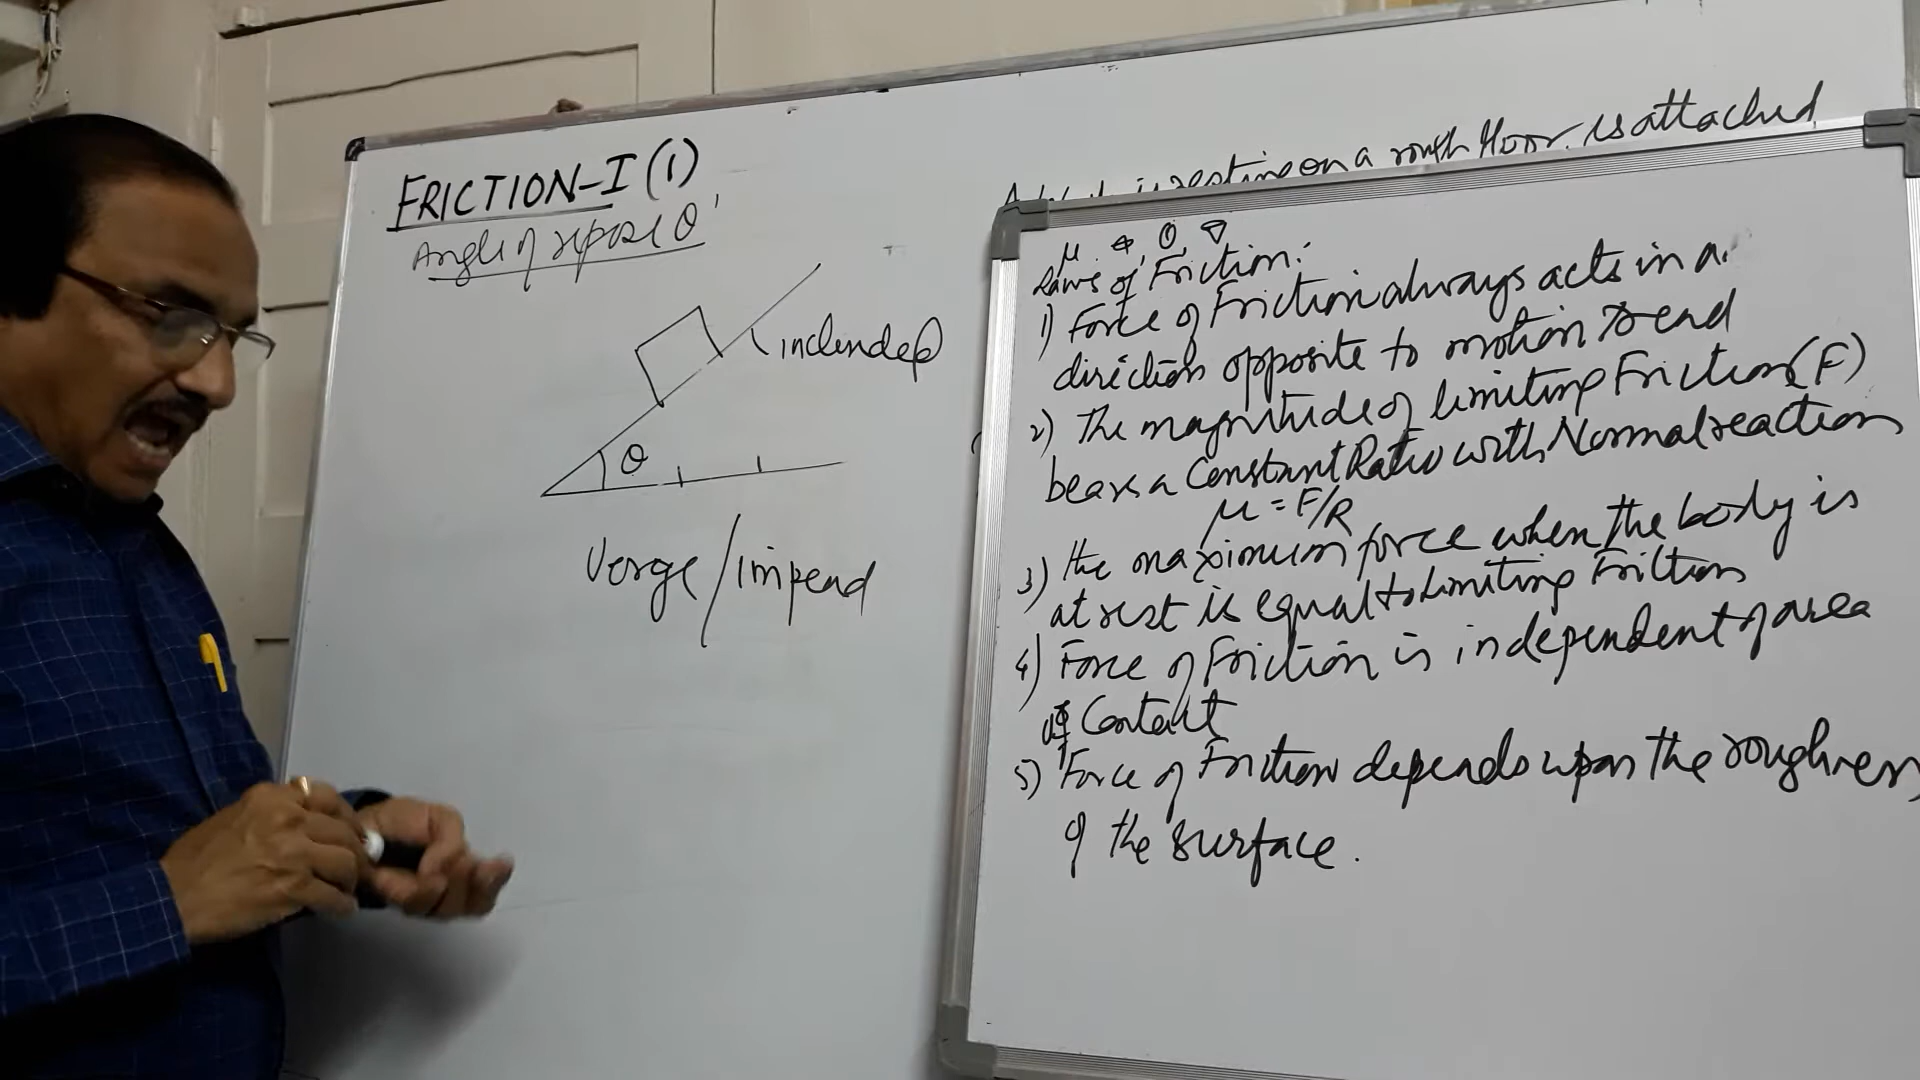 FRICTION-I (1)
Angle of repose θ'
inclended
θ
Verge / impend
is resting on a rough floor. is attached
μ. Φ, θ,
Laws of Friction:
1) Force of Friction always acts in a
direction opposite to motion
2) The magnitude of limiting Friction (F)
bears a Constant Ratio with Normal reaction
μ = F/R
3) the maximum force when the body is
at rest is equal to Limiting Friction
4) Force of Friction is independent of area
of Contact
5) Force of Friction depends upon the roughness
of the surface.